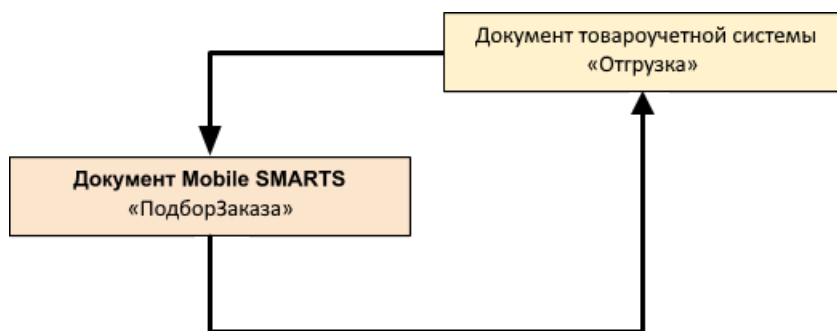 Документ товароучетной системы
«Отгрузка»
Документ Mobile SMARTS
«ПодборЗаказа»